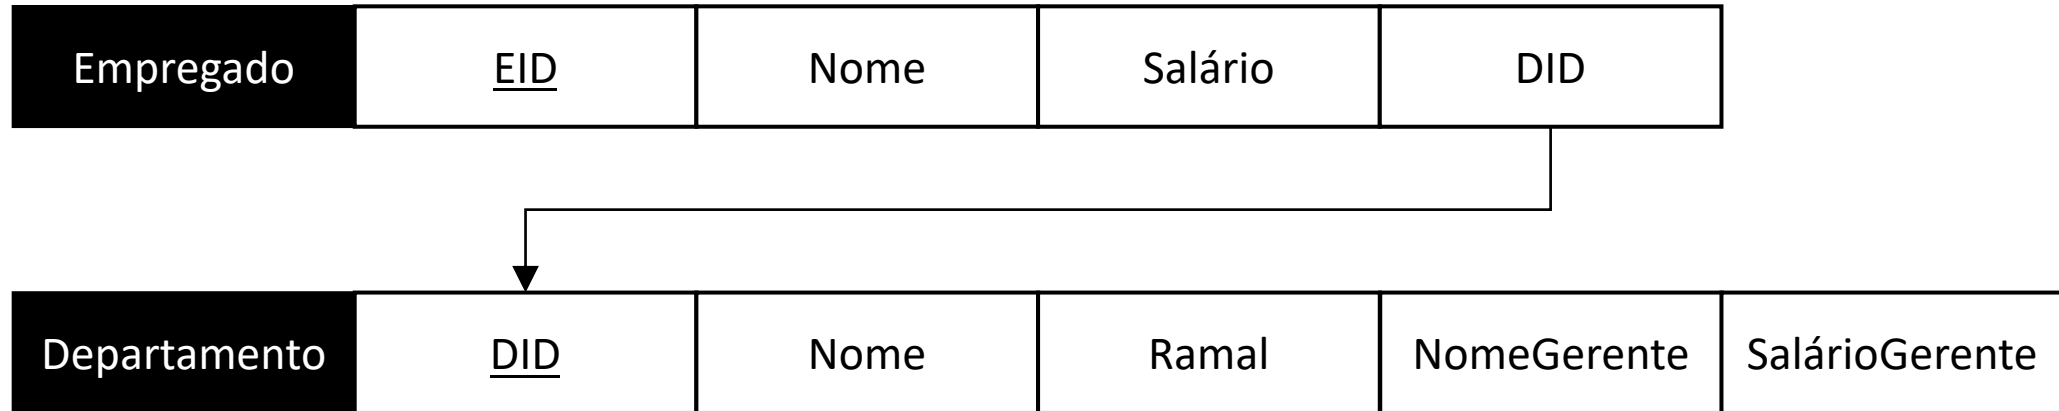 Empregado EID Nome Salário DID
Departamento DID Nome Ramal NomeGerente SalárioGerente